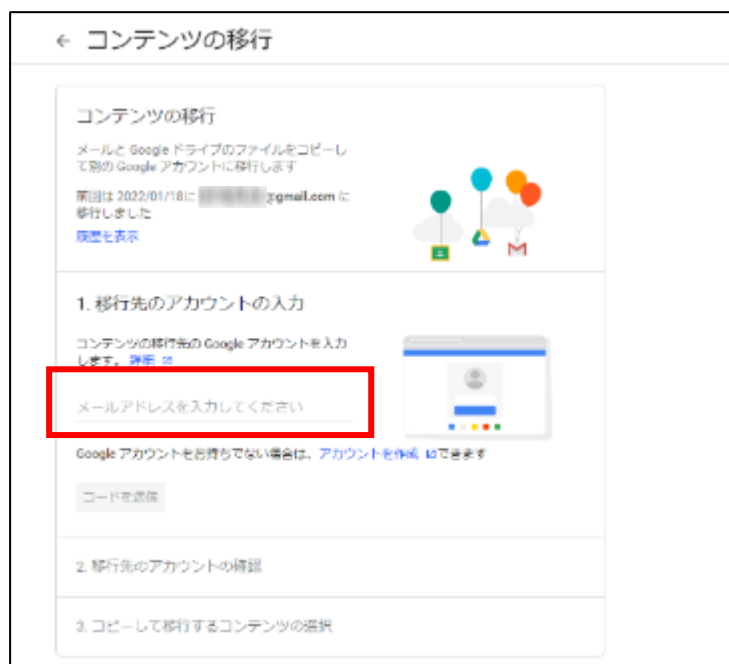 ← コンテンツの移行
コンテンツの移行
メールと Google ドライブのファイルをコピーし
て別の Google アカウントに移行します
前回は 2022/01/18に @gmail.com に
移行しました
履歴を表示
1. 移行先のアカウントの入力
コンテンツの移行先の Google アカウントを入力
します。 詳細
メールアドレスを入力してください
Google アカウントをお持ちでない場合は、アカウントを作成 できます
コードを送信
2. 移行先のアカウントの確認
3. コピーして移行するコンテンツの選択